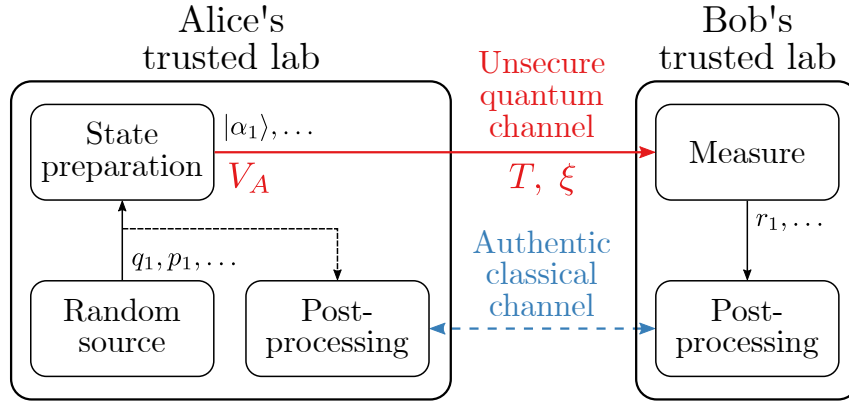 Alice's
trusted lab
Bob's
trusted lab
Unsecure
quantum
channel
State
preparation
|α₁⟩, …
V_A
T, ξ
Measure
q₁, p₁, …
r₁, …
Authentic
classical
channel
Random
source
Post-
processing
Post-
processing